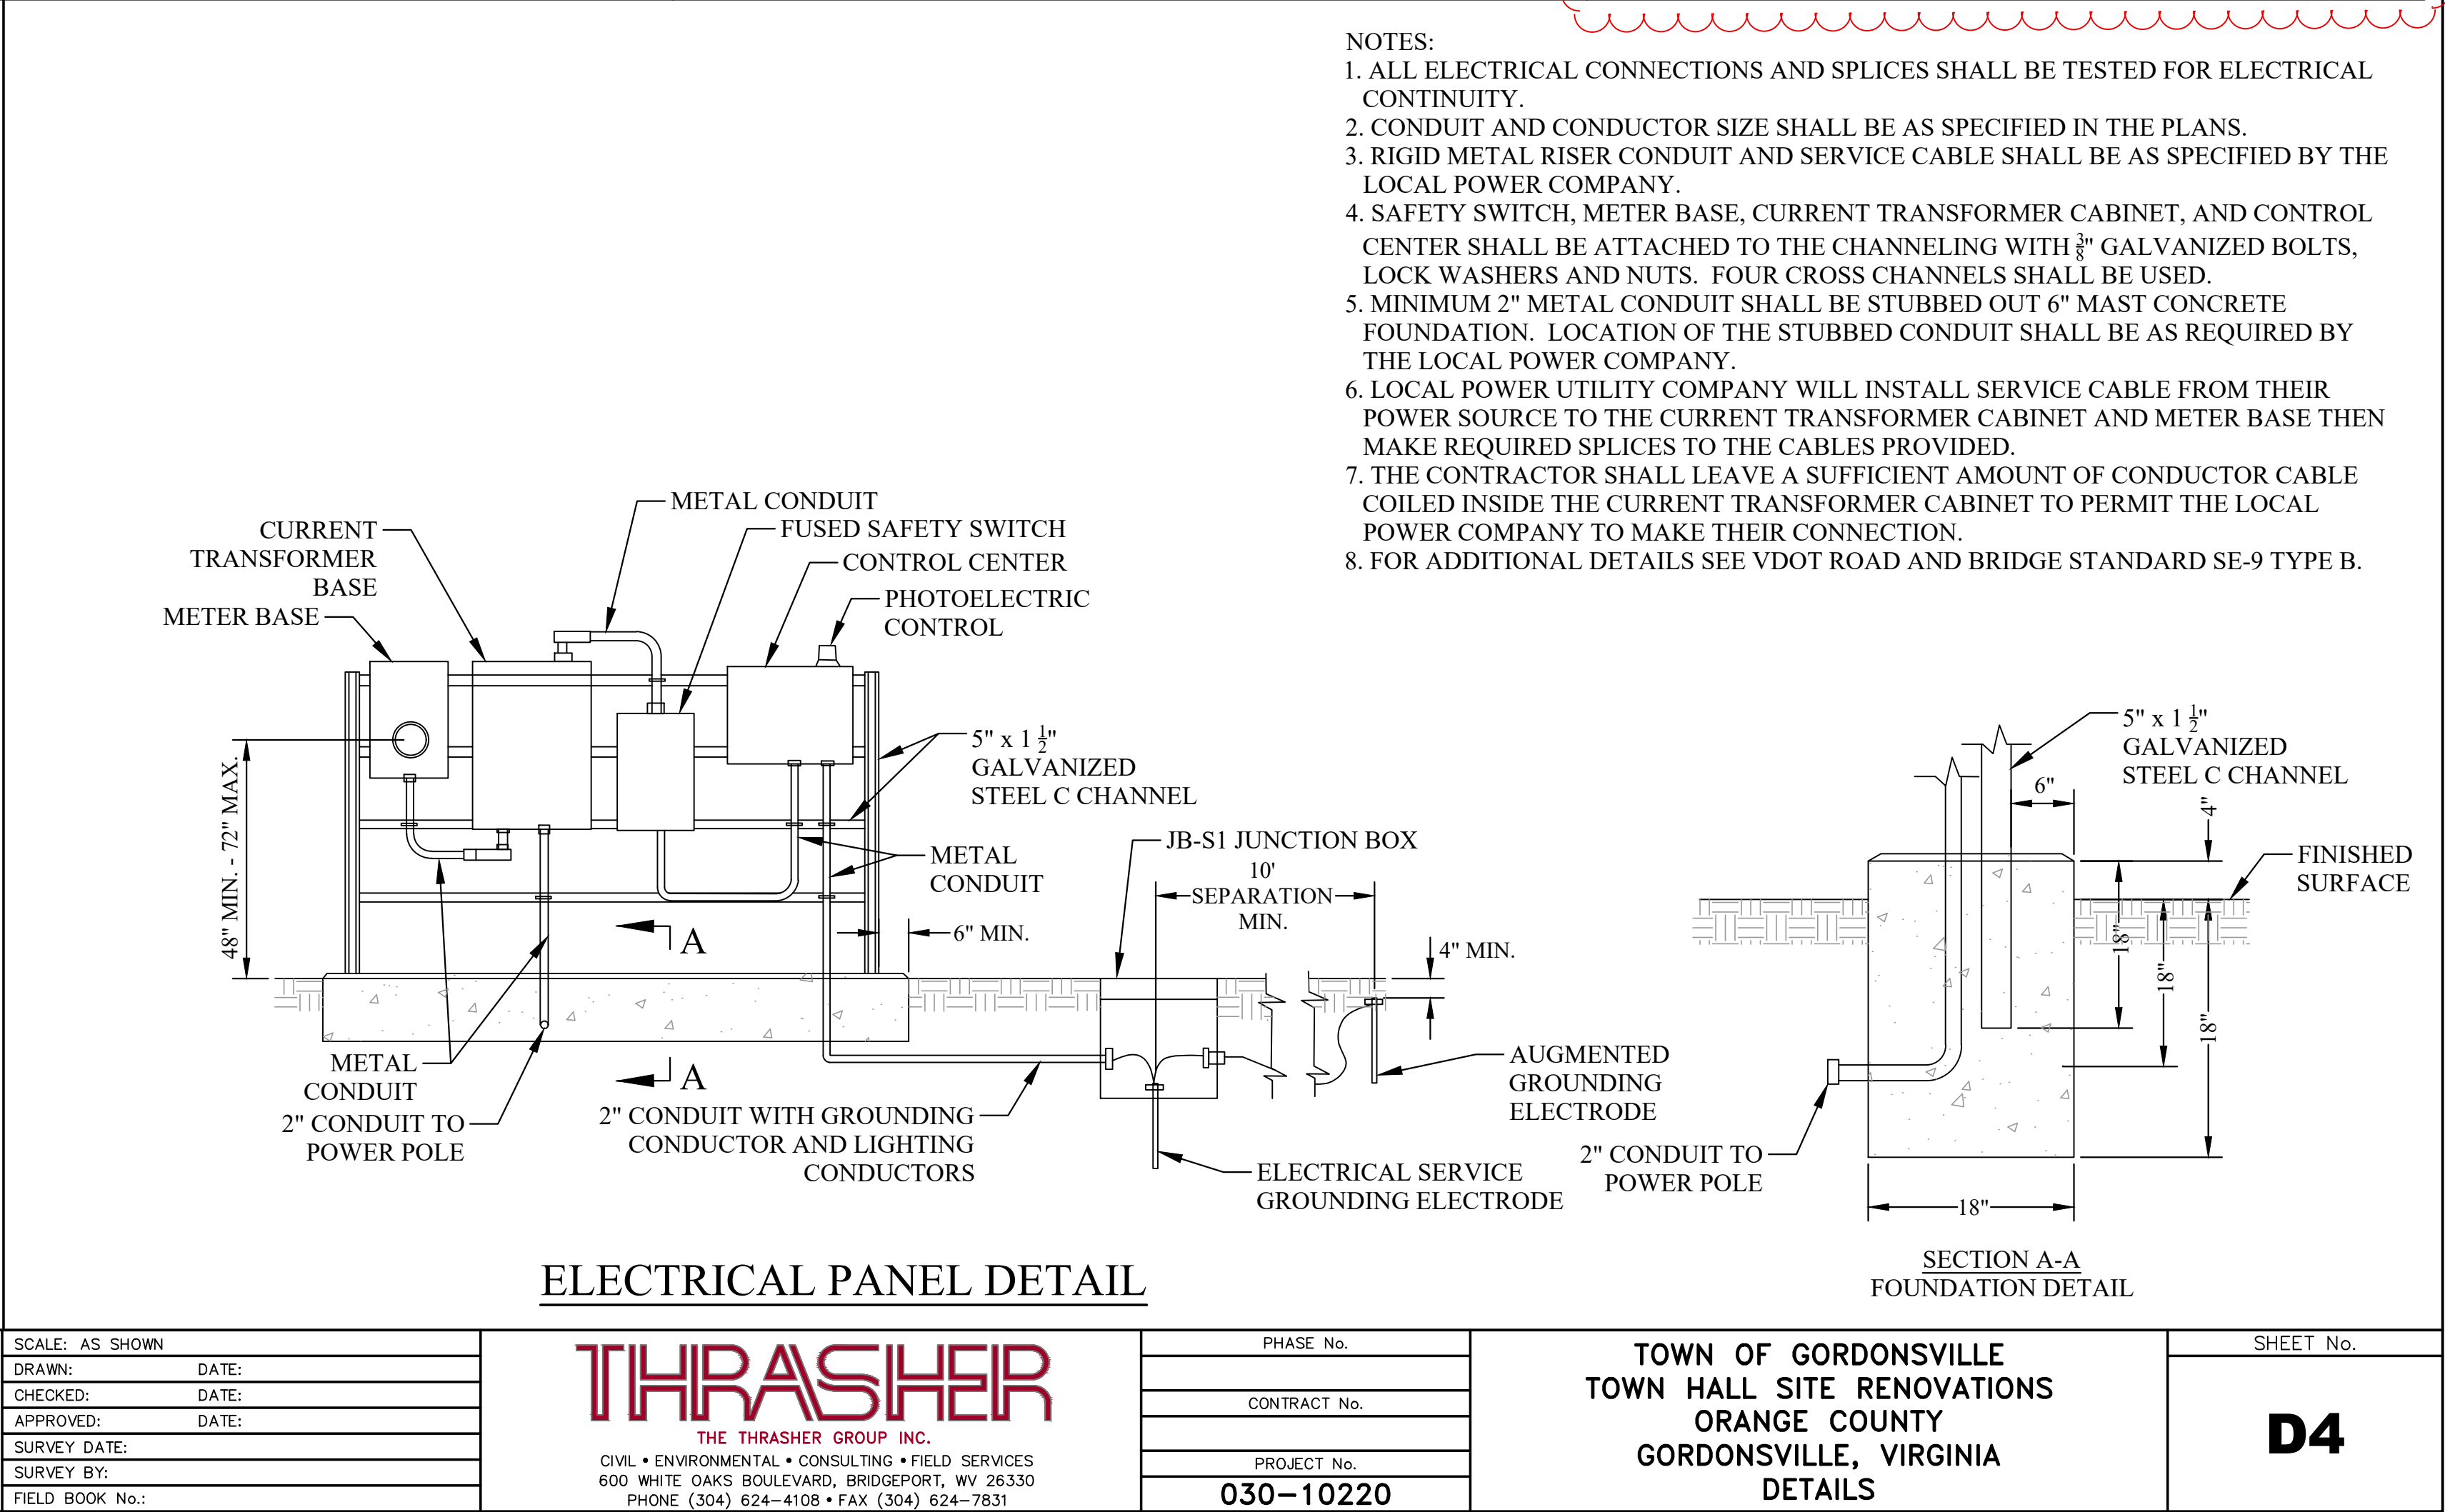 NOTES:
1. ALL ELECTRICAL CONNECTIONS AND SPLICES SHALL BE TESTED FOR ELECTRICAL
CONTINUITY.
2. CONDUIT AND CONDUCTOR SIZE SHALL BE AS SPECIFIED IN THE PLANS.
3. RIGID METAL RISER CONDUIT AND SERVICE CABLE SHALL BE AS SPECIFIED BY THE
LOCAL POWER COMPANY.
4. SAFETY SWITCH, METER BASE, CURRENT TRANSFORMER CABINET, AND CONTROL
CENTER SHALL BE ATTACHED TO THE CHANNELING WITH 3/8" GALVANIZED BOLTS,
LOCK WASHERS AND NUTS. FOUR CROSS CHANNELS SHALL BE USED.
5. MINIMUM 2" METAL CONDUIT SHALL BE STUBBED OUT 6" MAST CONCRETE
FOUNDATION. LOCATION OF THE STUBBED CONDUIT SHALL BE AS REQUIRED BY
THE LOCAL POWER COMPANY.
6. LOCAL POWER UTILITY COMPANY WILL INSTALL SERVICE CABLE FROM THEIR
POWER SOURCE TO THE CURRENT TRANSFORMER CABINET AND METER BASE THEN
MAKE REQUIRED SPLICES TO THE CABLES PROVIDED.
7. THE CONTRACTOR SHALL LEAVE A SUFFICIENT AMOUNT OF CONDUCTOR CABLE
COILED INSIDE THE CURRENT TRANSFORMER CABINET TO PERMIT THE LOCAL
POWER COMPANY TO MAKE THEIR CONNECTION.
8. FOR ADDITIONAL DETAILS SEE VDOT ROAD AND BRIDGE STANDARD SE-9 TYPE B.
METAL CONDUIT
FUSED SAFETY SWITCH
CONTROL CENTER
PHOTOELECTRIC
CONTROL
CURRENT
TRANSFORMER
BASE
METER BASE
48" MIN. - 72" MAX.
5" x 1 1/2"
GALVANIZED
STEEL C CHANNEL
METAL
CONDUIT
6" MIN.
A
A
JB-S1 JUNCTION BOX
10'
SEPARATION
MIN.
4" MIN.
METAL
CONDUIT
2" CONDUIT TO
POWER POLE
2" CONDUIT WITH GROUNDING
CONDUCTOR AND LIGHTING
CONDUCTORS
AUGMENTED
GROUNDING
ELECTRODE
ELECTRICAL SERVICE
GROUNDING ELECTRODE
ELECTRICAL PANEL DETAIL
5" x 1 1/2"
GALVANIZED
STEEL C CHANNEL
6"
4"
FINISHED
SURFACE
18"
18"
18"
2" CONDUIT TO
POWER POLE
18"
SECTION A-A
FOUNDATION DETAIL
SCALE: AS SHOWN
DRAWN: DATE:
CHECKED: DATE:
APPROVED: DATE:
SURVEY DATE:
SURVEY BY:
FIELD BOOK No.:
THRASHER
THE THRASHER GROUP INC.
CIVIL • ENVIRONMENTAL • CONSULTING • FIELD SERVICES
600 WHITE OAKS BOULEVARD, BRIDGEPORT, WV 26330
PHONE (304) 624-4108 • FAX (304) 624-7831
PHASE No.
CONTRACT No.
PROJECT No.
030-10220
TOWN OF GORDONSVILLE
TOWN HALL SITE RENOVATIONS
ORANGE COUNTY
GORDONSVILLE, VIRGINIA
DETAILS
SHEET No.
D4